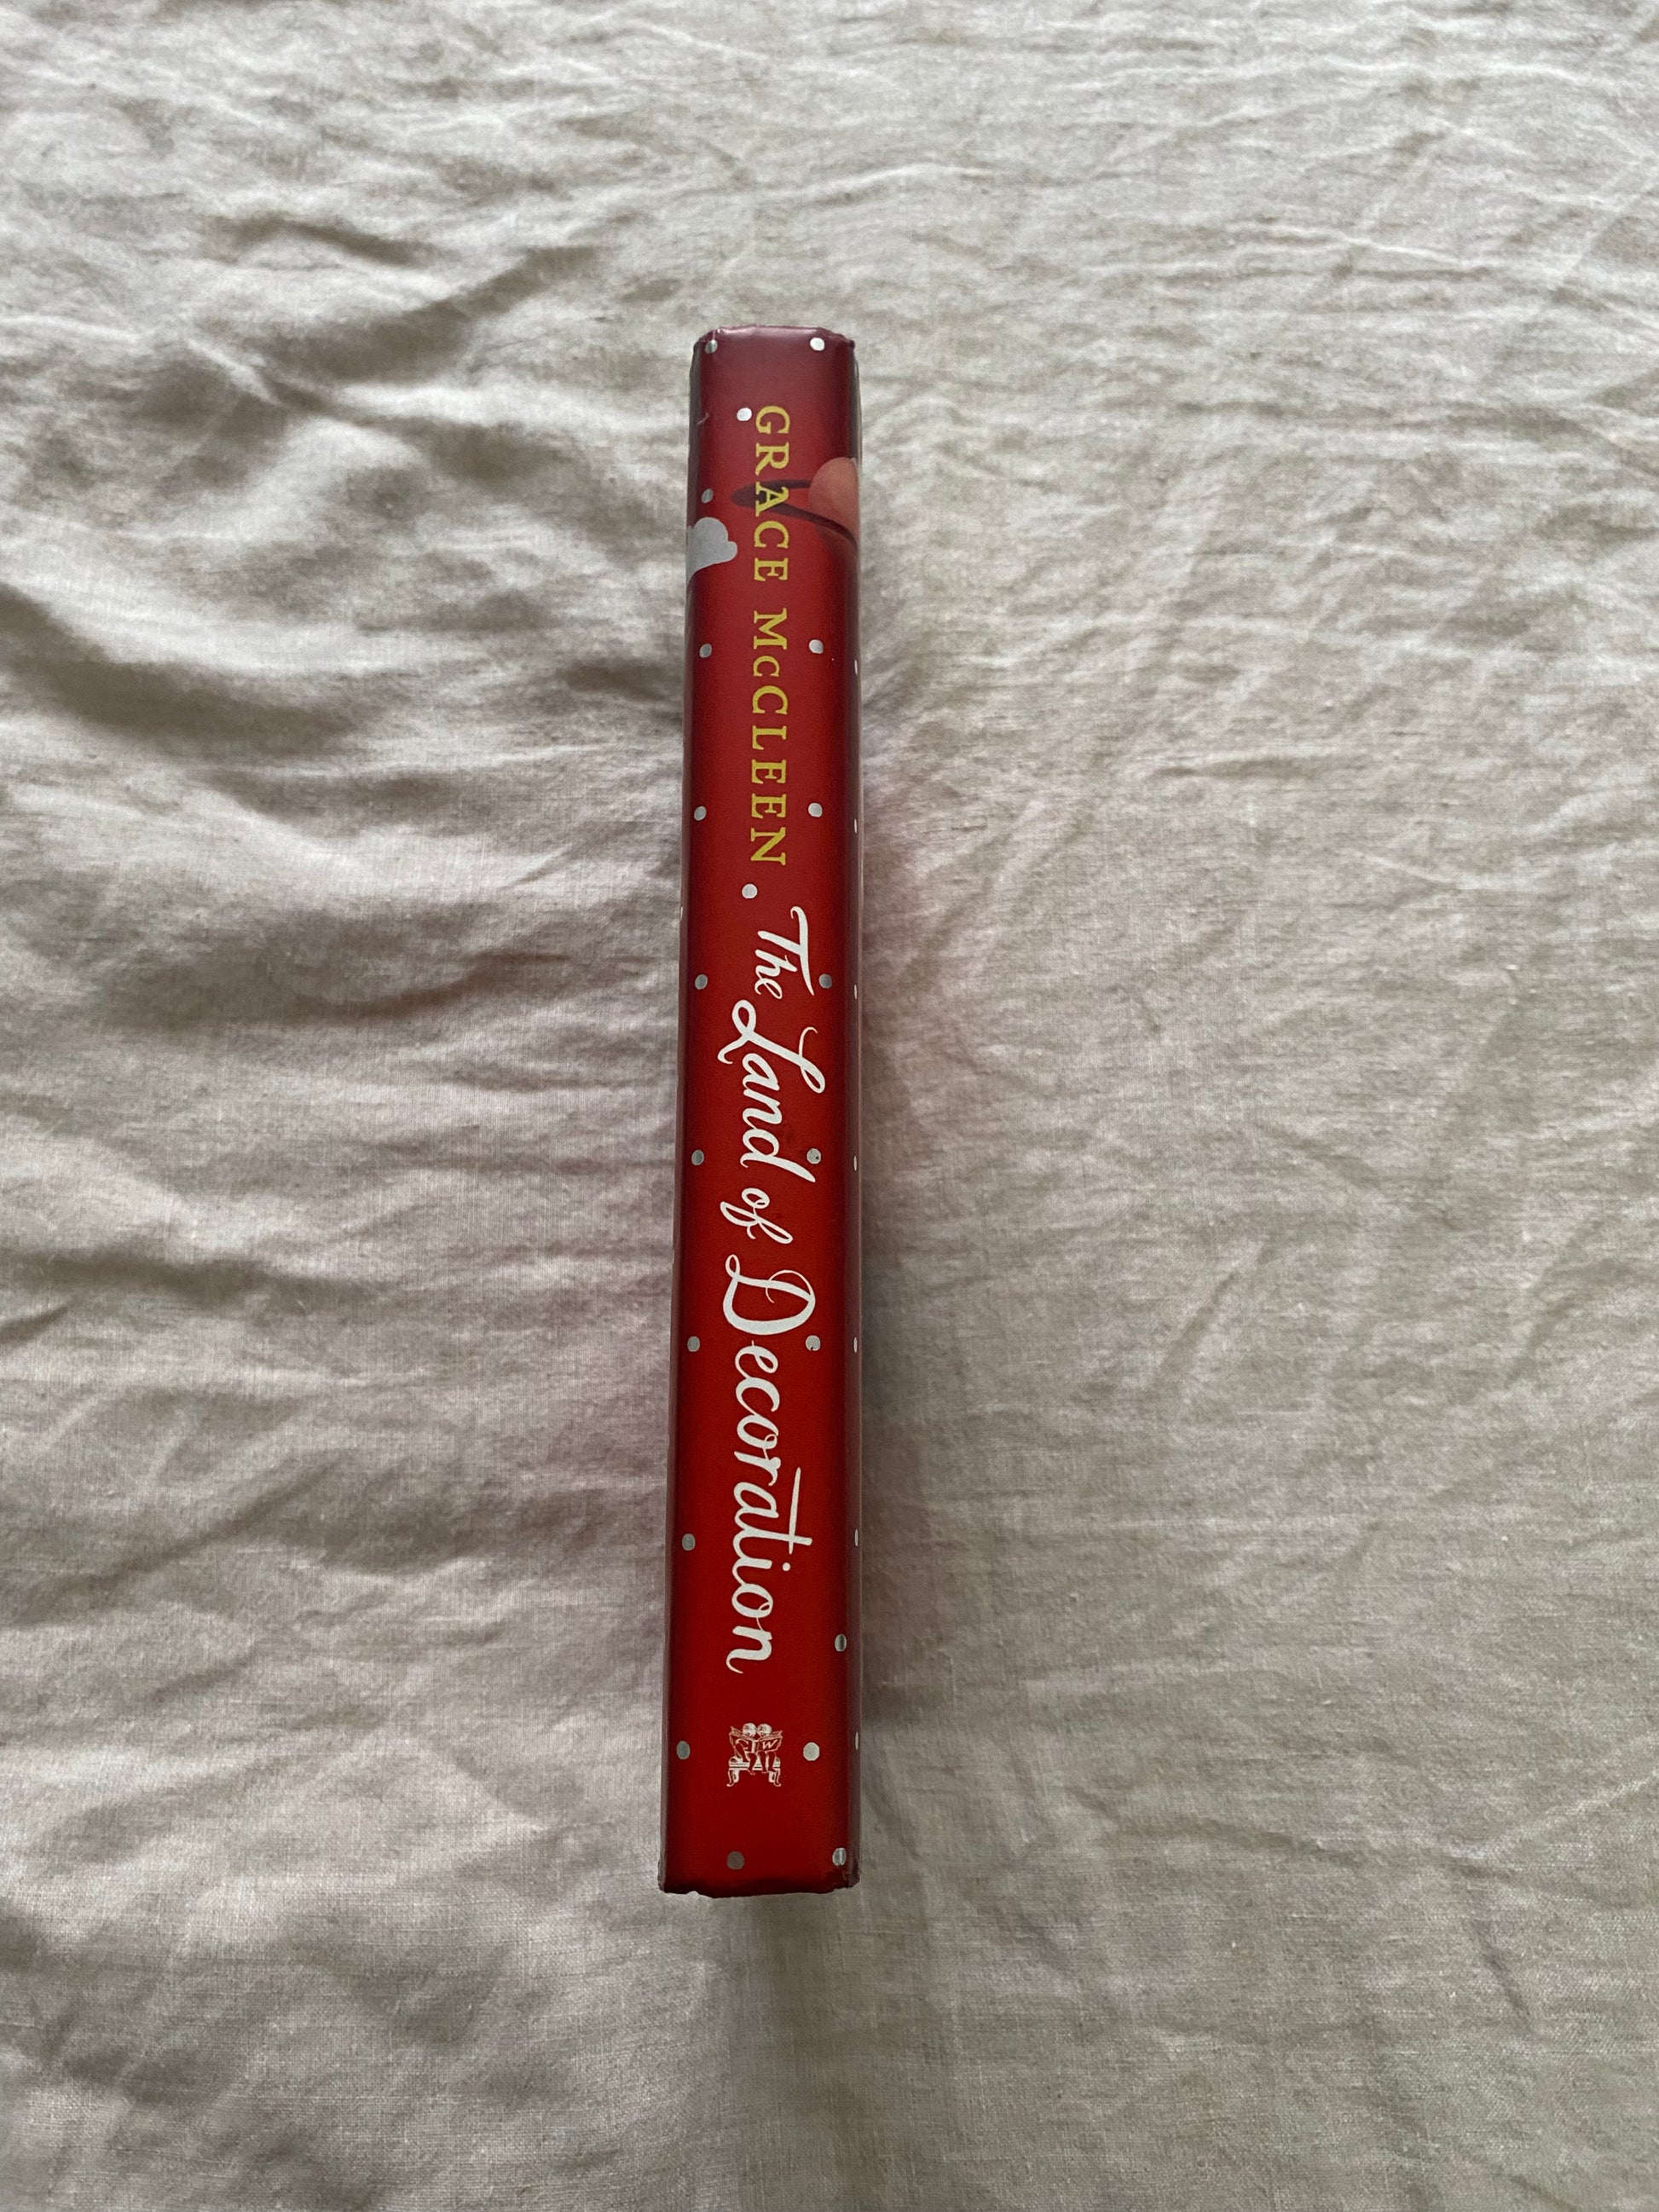 GRACE McCLEEN The Land of Decoration
C W